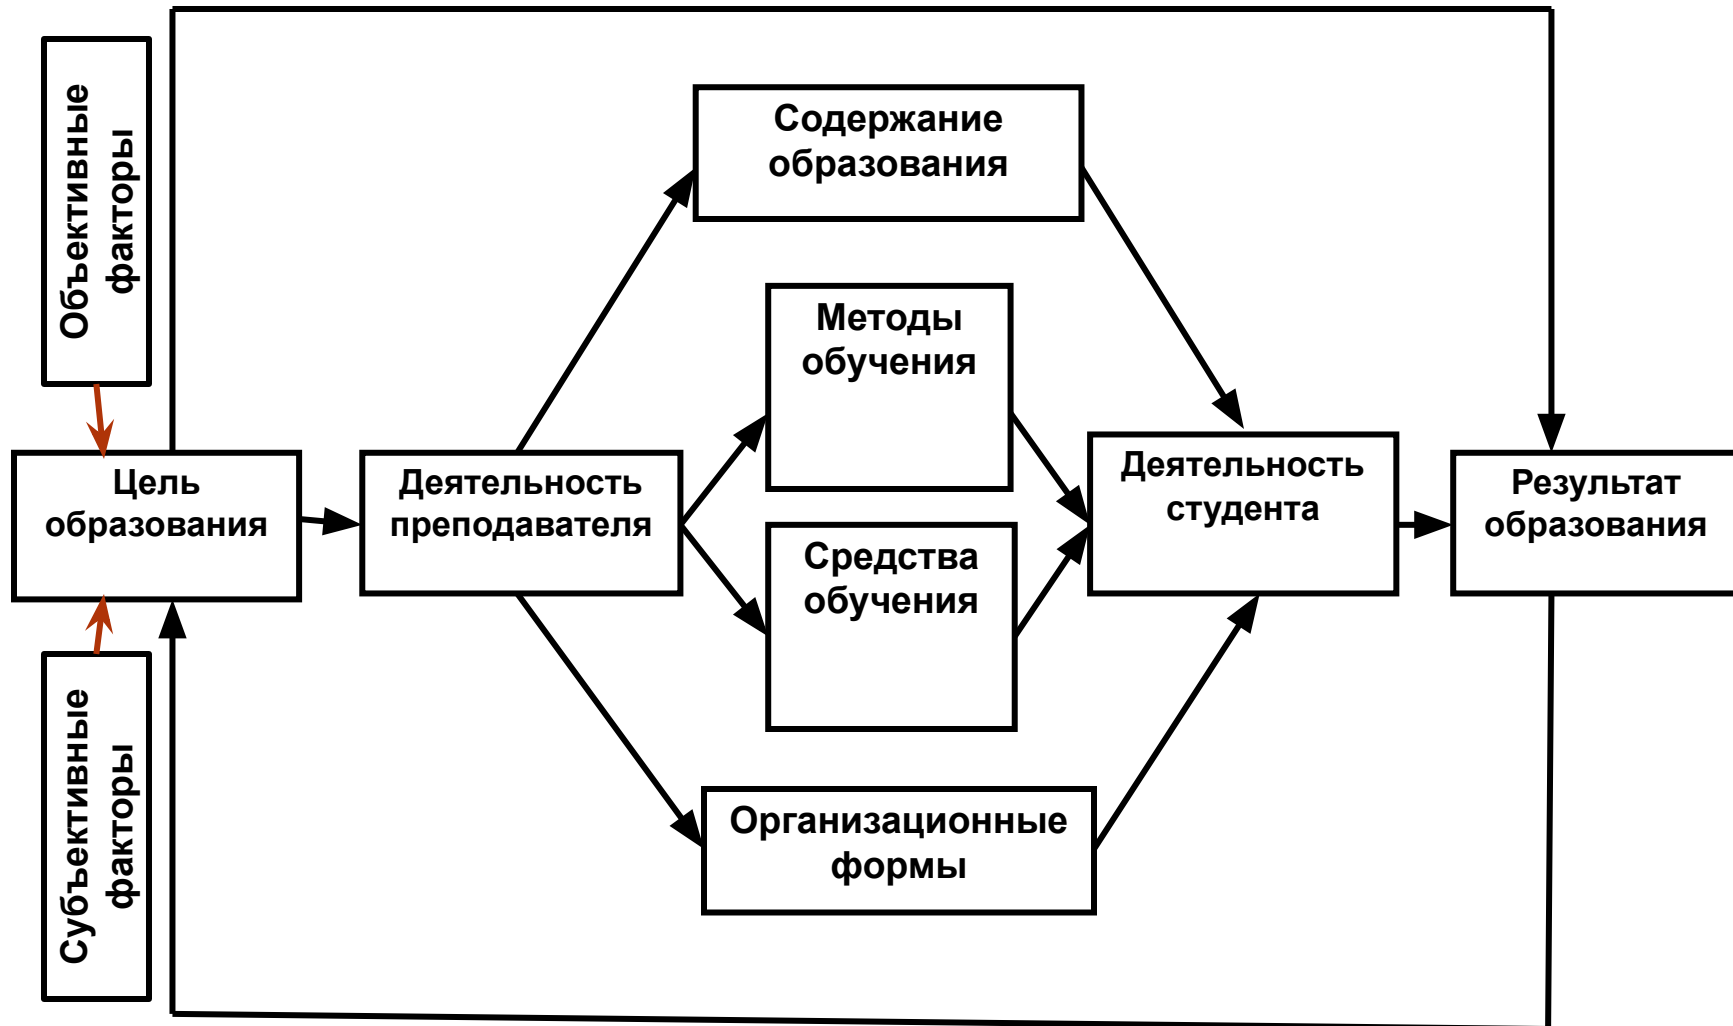 Объективные
факторы
Содержание
образования
Методы
обучения
Цель
образования
Деятельность
преподавателя
Средства
обучения
Деятельность
студента
Результат
образования
Субъективные
факторы
Организационные
формы